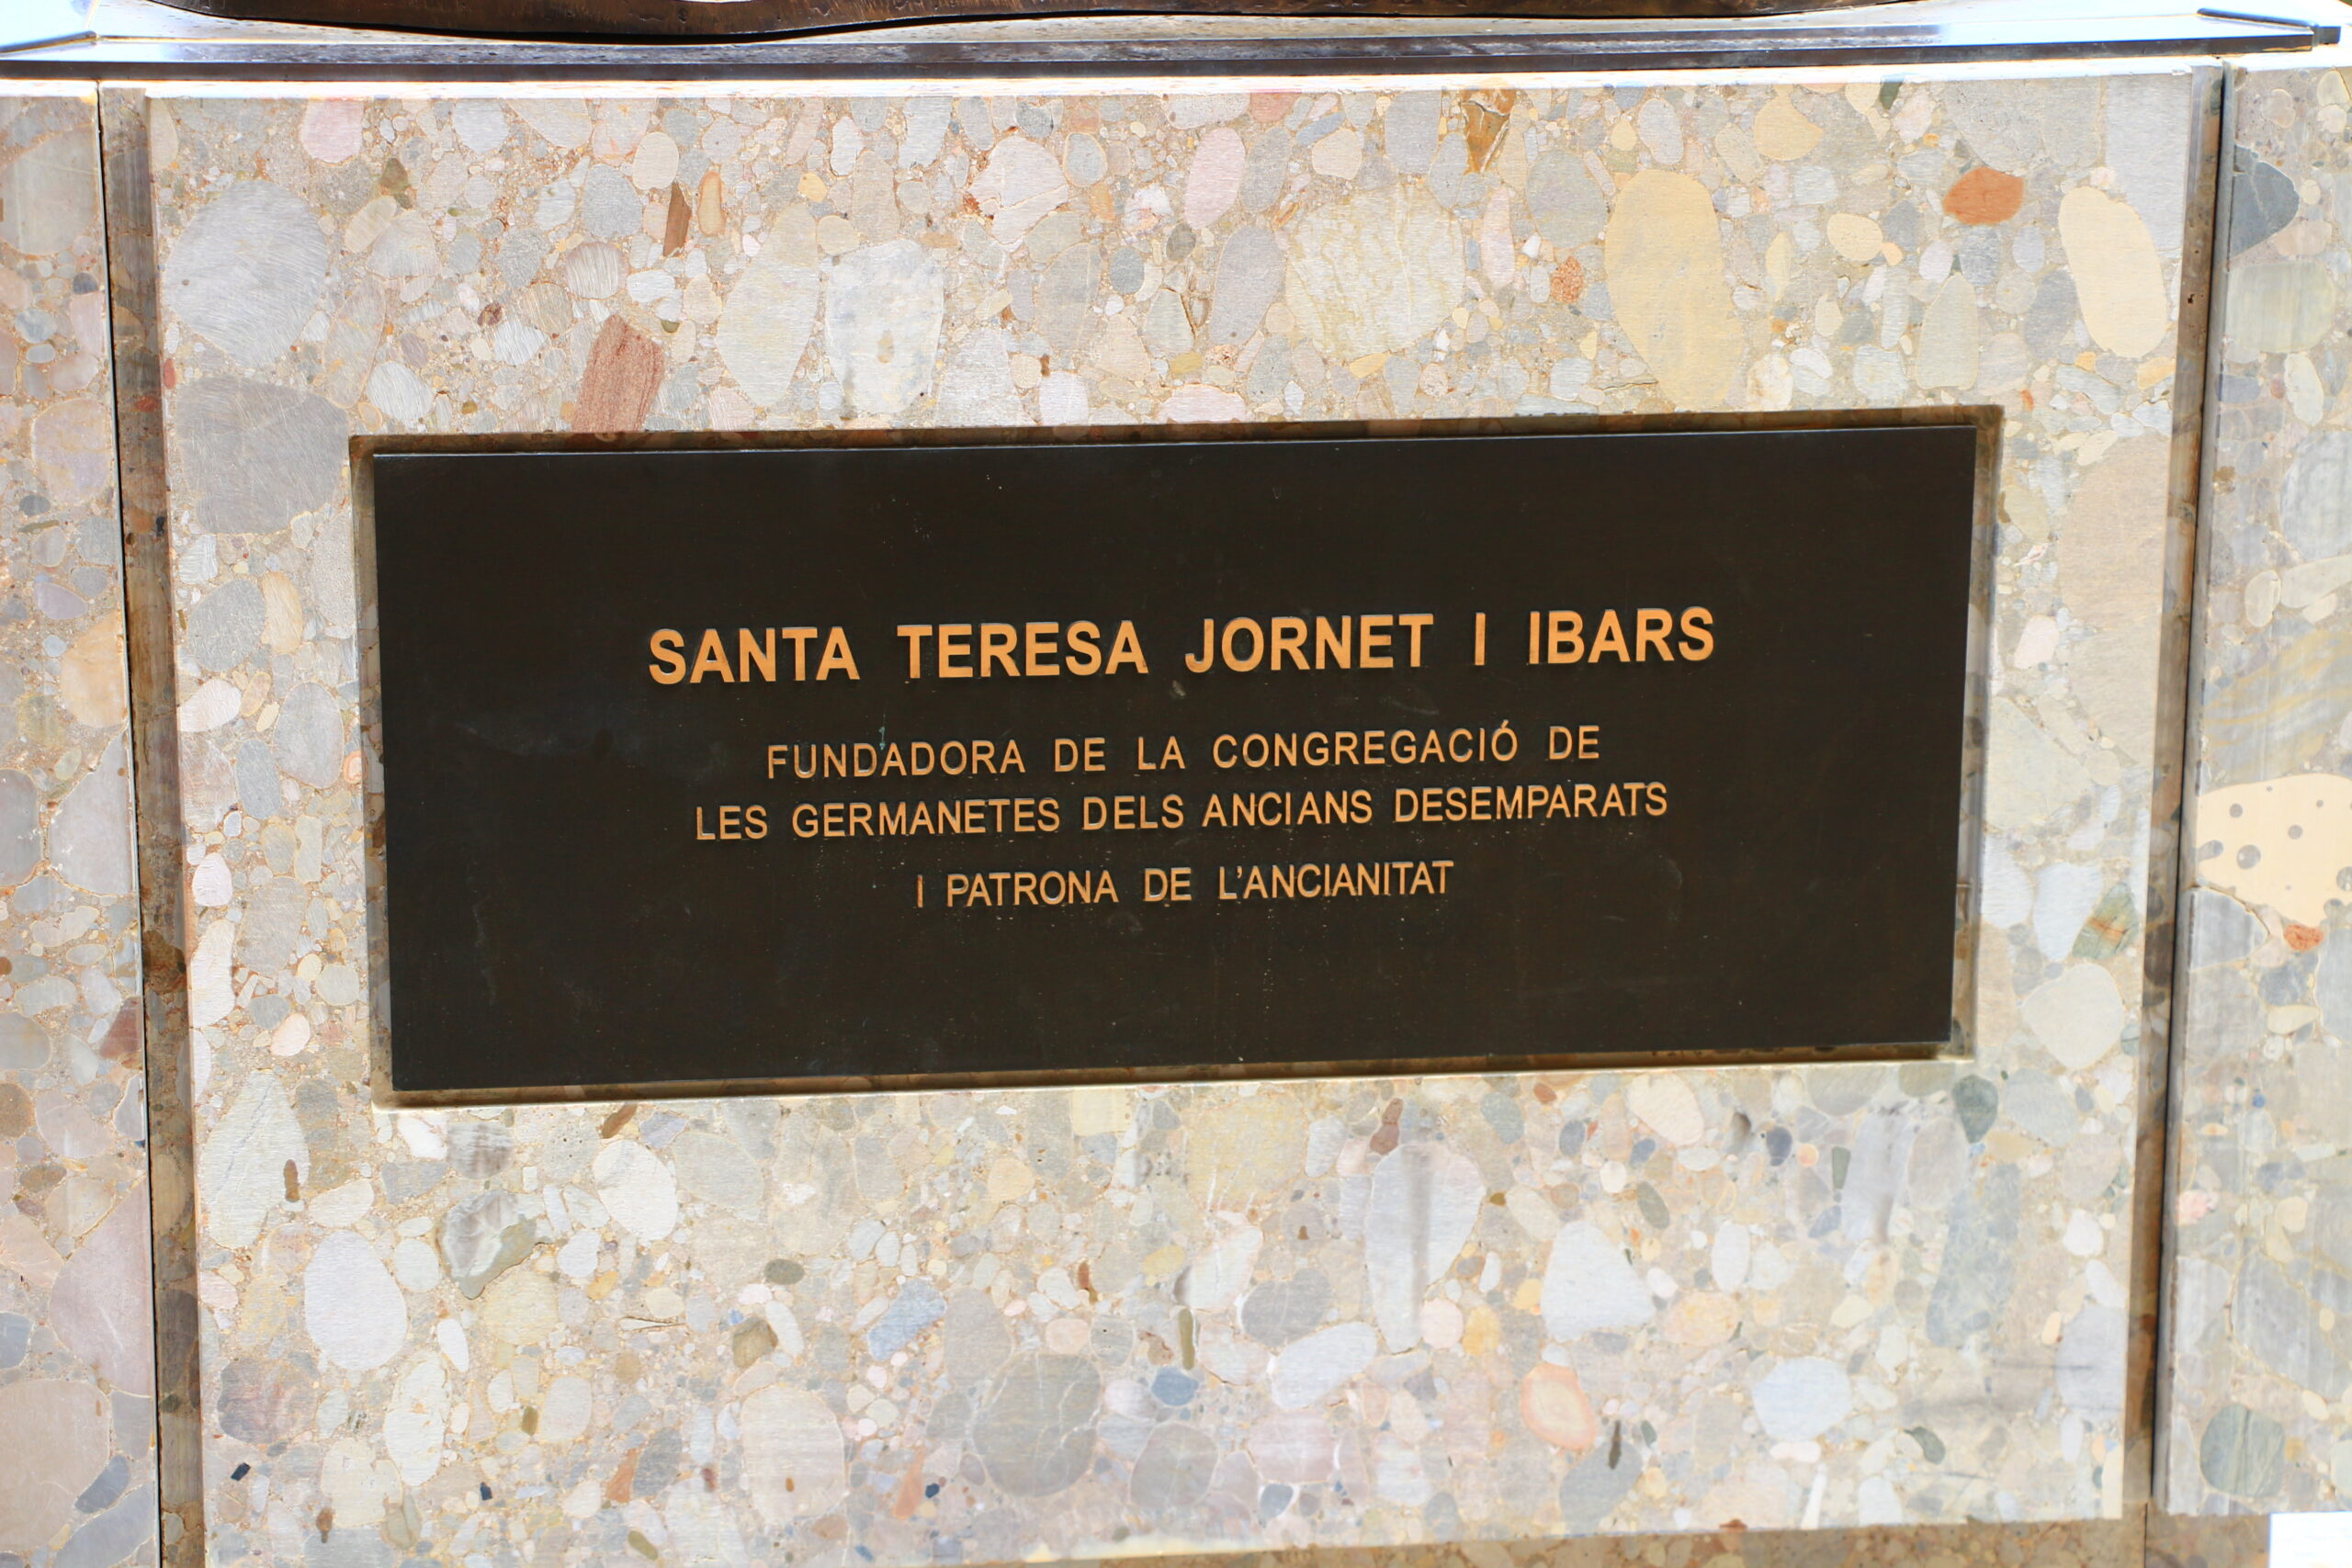 SANTA TERESA JORNET I IBARS
FUNDADORA DE LA CONGREGACIÓ DE
LES GERMANETES DELS ANCIANS DESEMPARATS
I PATRONA DE L'ANCIANITAT